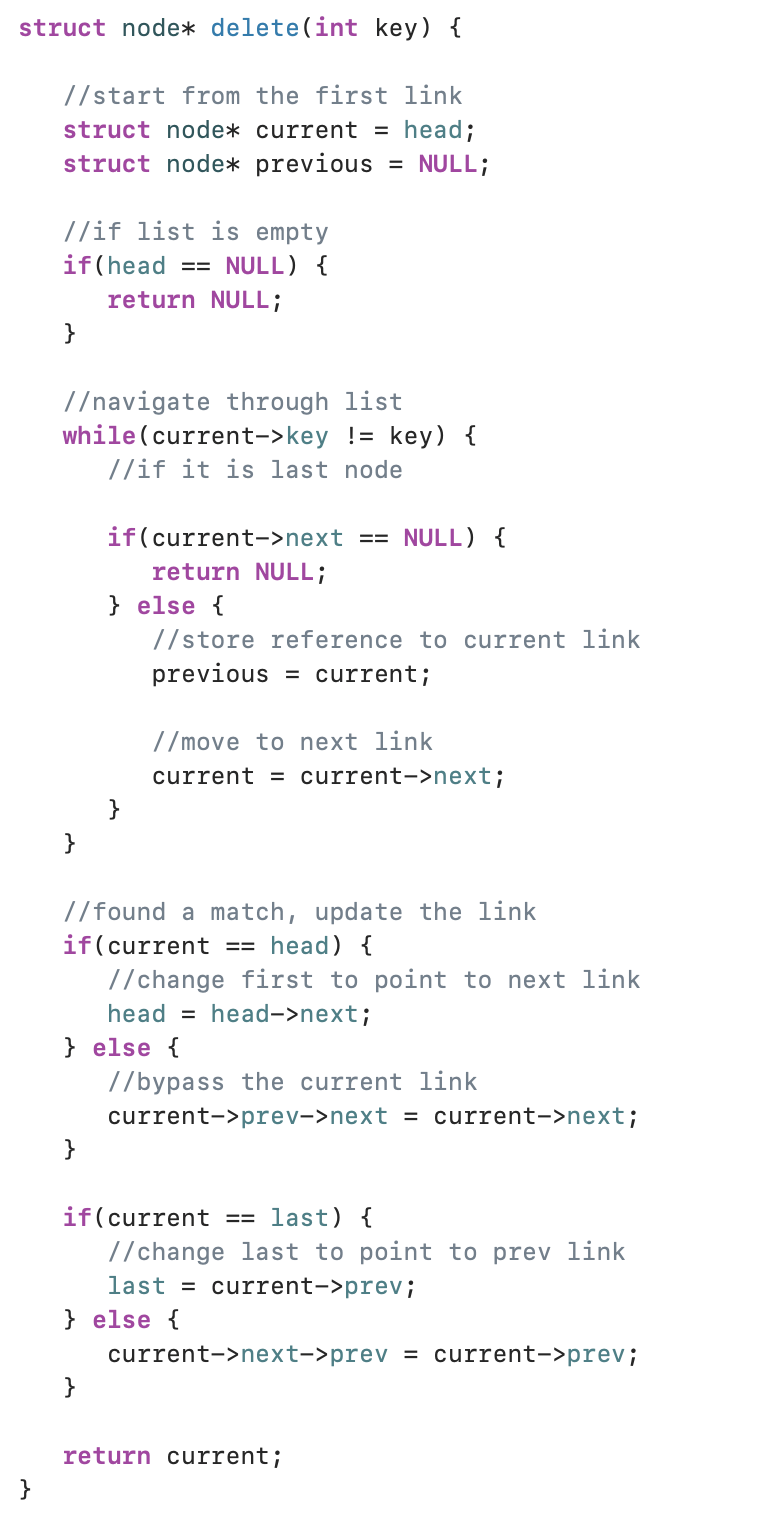 struct node* delete(int key) {

   //start from the first link
   struct node* current = head;
   struct node* previous = NULL;

   //if list is empty
   if(head == NULL) {
      return NULL;
   }

   //navigate through list
   while(current->key != key) {
      //if it is last node

      if(current->next == NULL) {
         return NULL;
      } else {
         //store reference to current link
         previous = current;

         //move to next link
         current = current->next;
      }
   }

   //found a match, update the link
   if(current == head) {
      //change first to point to next link
      head = head->next;
   } else {
      //bypass the current link
      current->prev->next = current->next;
   }

   if(current == last) {
      //change last to point to prev link
      last = current->prev;
   } else {
      current->next->prev = current->prev;
   }

   return current;
}